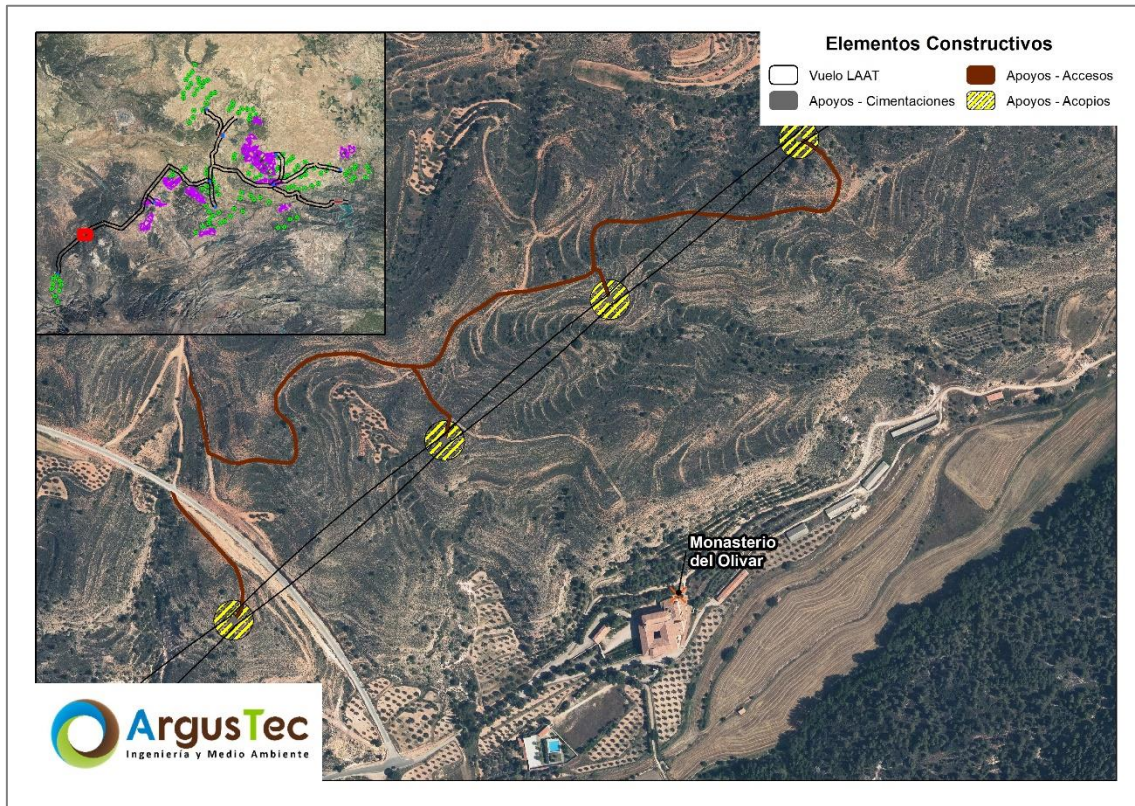 Elementos Constructivos
Vuelo LAAT
Apoyos - Accesos
Apoyos - Cimentaciones
Apoyos - Acopios
Monasterio
del Olivar
ArgusTec
Ingeniería y Medio Ambiente